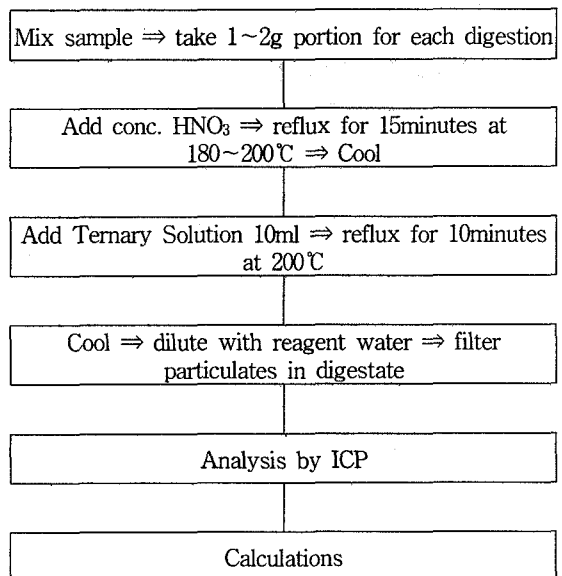 Mix sample ⇒ take 1~2g portion for each digestion
Add conc. HNO₃ ⇒ reflux for 15minutes at
180~200℃ ⇒ Cool
Add Ternary Solution 10ml ⇒ reflux for 10minutes
at 200℃
Cool ⇒ dilute with reagent water ⇒ filter
particulates in digestate
Analysis by ICP
Calculations